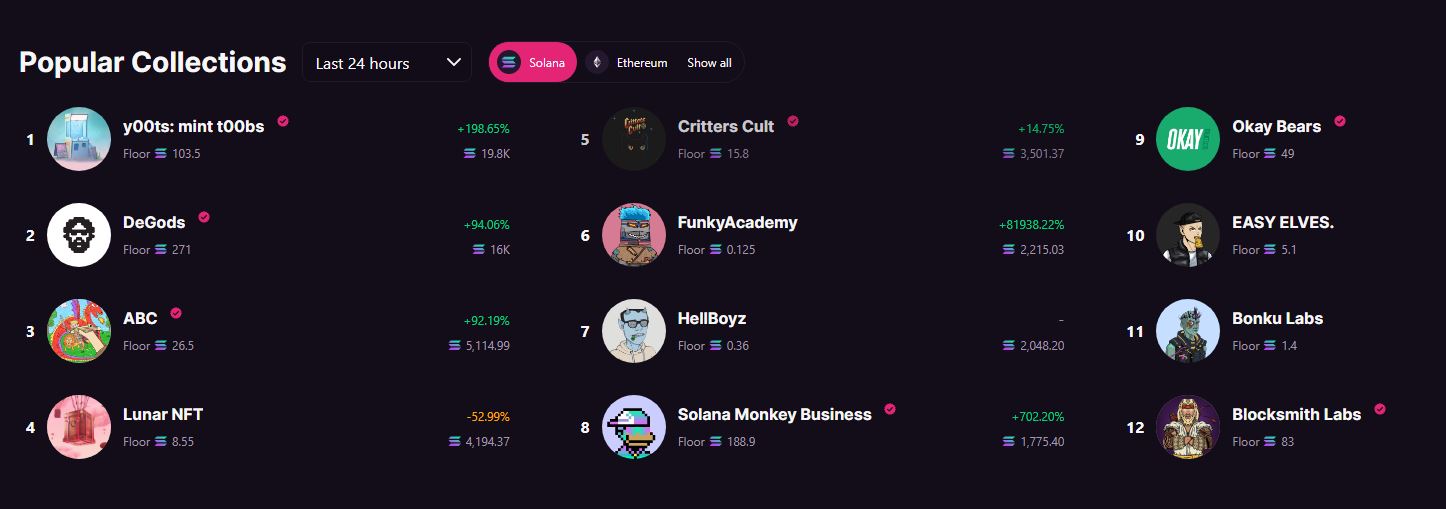 Popular Collections
Last 24 hours
Solana
Ethereum
Show all
1
y00ts: mint t00bs
+198.65%
Floor 103.5
19.8K
2
DeGods
+94.06%
Floor 271
16K
3
ABC
+92.19%
Floor 26.5
5,114.99
4
Lunar NFT
-52.99%
Floor 8.55
4,194.37
5
Critters Cult
Critters Cult
+14.75%
Floor 15.8
3,501.37
6
FunkyAcademy
+81938.22%
Floor 0.125
2,215.03
7
HellBoyz
-
Floor 0.36
2,048.20
8
Solana Monkey Business
+702.20%
Floor 188.9
1,775.40
9
OKAY
Okay Bears
Floor 49
10
EASY ELVES.
Floor 5.1
11
Bonku Labs
Floor 1.4
12
Blocksmith Labs
Floor 83